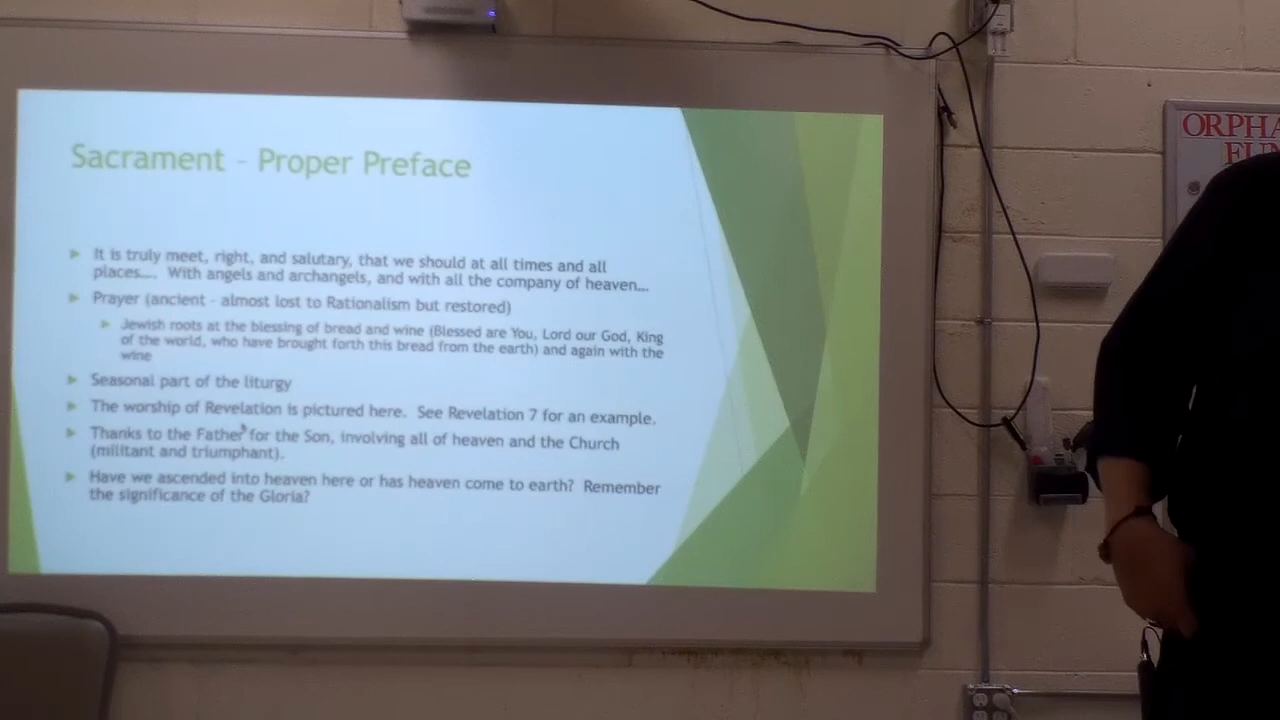 Sacrament – Proper Preface
It is truly meet, right, and salutary, that we should at all times and all
places…. With angels and archangels, and with all the company of heaven…
Prayer (ancient – almost lost to Rationalism but restored)
Jewish roots at the blessing of bread and wine (Blessed are You, Lord our God, King
of the world, who have brought forth this bread from the earth) and again with the
wine
Seasonal part of the liturgy
The worship of Revelation is pictured here. See Revelation 7 for an example.
Thanks to the Father for the Son, involving all of heaven and the Church
(militant and triumphant).
Have we ascended into heaven here or has heaven come to earth? Remember
the significance of the Gloria?
ORPHA
FUN